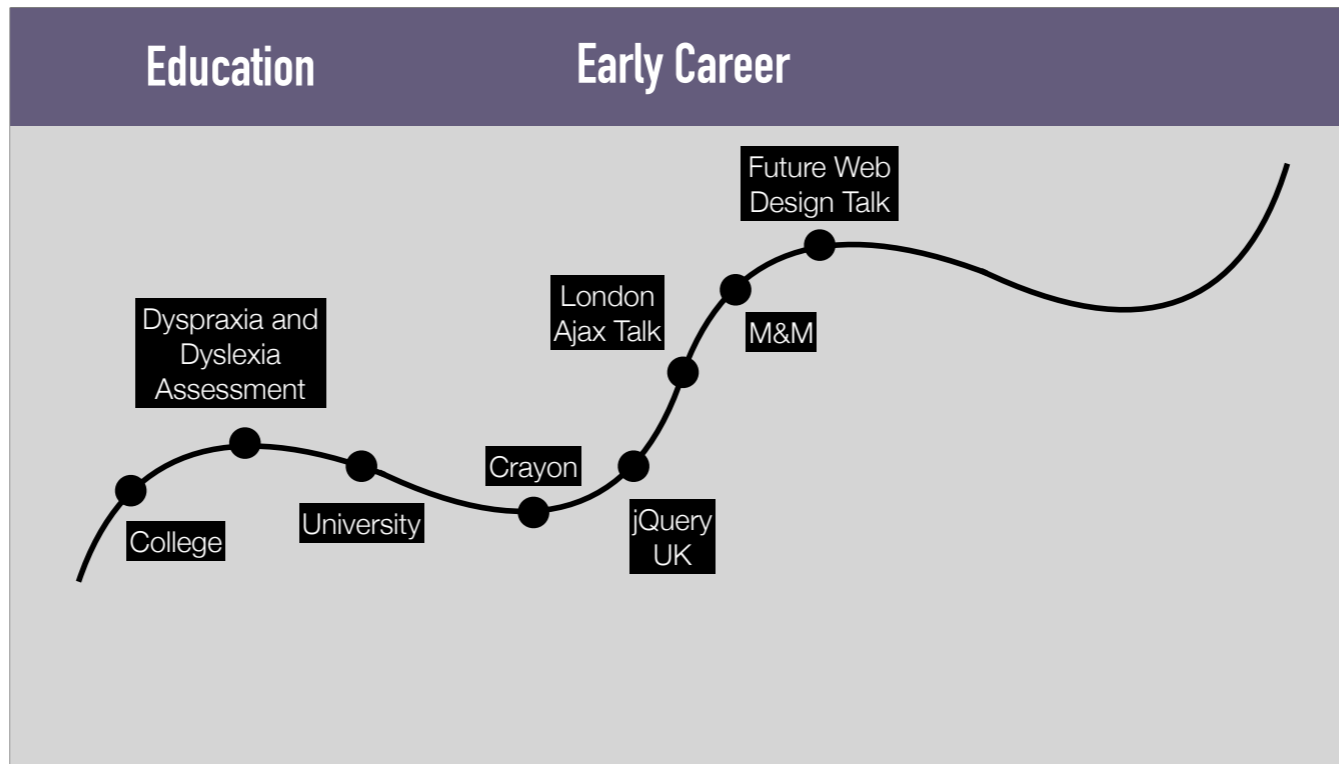 Education
Early Career
Future Web
Design Talk
London
Ajax Talk
M&M
Dyspraxia and
Dyslexia
Assessment
Crayon
College
University
jQuery
UK